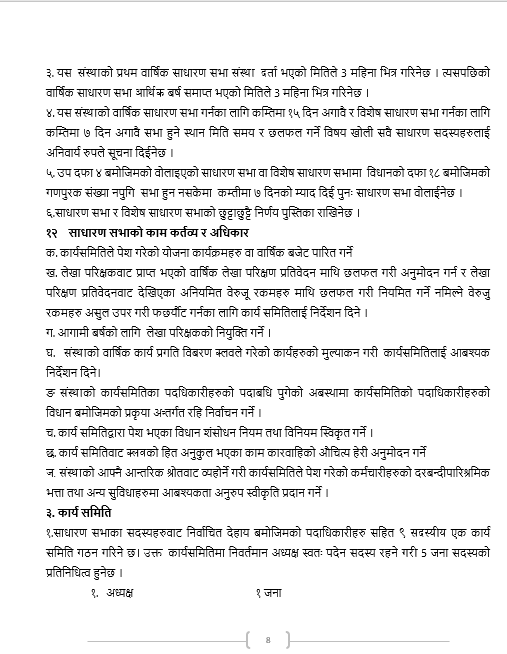 ३. यस  संस्थाको प्रथम वार्षिक साधारण सभा संस्था  दर्ता भएको मितिले 3 महिना भित्र गरिनेछ । त्यसपछिको
वार्षिक साधारण सभा आर्थिक बर्ष समाप्त भएको मितिले 3 महिना भित्र गरिनेछ ।
४. यस संस्थाको वार्षिक साधारण सभा गर्नका लागि कम्तिमा १५ दिन अगावै र विशेष साधारण सभा गर्नका लागि
कम्तिमा ७ दिन अगावै सभा हुने स्थान मिति समय र छलफल गर्ने विषय खोली सवै साधारण सदस्यहरुलाई
अनिवार्य रुपले सूचना दिईनेछ ।
५. उप दफा ४ बमोजिमको वोलाइएको साधारण सभा वा विशेष साधारण सभामा  विधानको दफा १८ बमोजिमको
गणपुरक संख्या नपुगि  सभा हुन नसकेमा  कम्तीमा ७ दिनको म्याद दिई पुनः साधारण सभा वोलाईनेछ ।
६.साधारण सभा र विशेष साधारण सभाको छुट्टाछुट्टै निर्णय पुस्तिका राखिनेछ ।
१२   साधारण सभाको काम कर्तव्य र अधिकार
क. कार्यसमितिले पेश गरेको योजना कार्यक्रमहरु वा वार्षिक बजेट पारित गर्ने
ख. लेखा परिक्षकवाट प्राप्त भएको वार्षिक लेखा परिक्षण प्रतिवेदन माथि छलफल गरी अनुमोदन गर्न र लेखा
परिक्षण प्रतिवेदनवाट देखिएका अनियमित वेरुजू रकमहरु माथि छलफल गरी नियमित गर्ने नमिल्ने वेरुजु
रकमहरु असुल उपर गरी फछर्यौट गर्नका लागि कार्य समितिलाई निर्देशन दिने ।
ग. आगामी बर्षको लागि  लेखा परिक्षकको नियुक्ति गर्ने ।
घ.   संस्थाको वार्षिक कार्य प्रगति विबरण क्लवले गरेको कार्यहरुको मुल्याकन गरी  कार्यसमितिलाई आबश्यक
निर्देशन दिने।
ङ संस्थाको कार्यसमितिका पदधिकारीहरुको पदाबधि पुगेको अबस्थामा कार्यसमितिको पदाधिकारीहरुको
विधान बमोजिमको प्रकृया अन्तर्गत रहि निर्वाचन गर्ने ।
च. कार्य समितिद्वारा पेश भएका विधान शंसोधन नियम तथा विनियम स्विकृत गर्ने ।
छ. कार्य समितिवाट क्लवको हित अनुकुत भएका काम कारवाहिको औचित्य हेरी अनुमोदन गर्ने
ज. संस्थाको आफ्नै आन्तरिक श्रोतवाट व्यहोर्ने गरी कार्यसमितिले पेश गरेको कर्मचारीहरुको दरबन्दीपारिश्रमिक
भत्ता तथा अन्य सुविधाहरुमा आबश्यकता अनुरुप स्वीकृति प्रदान गर्ने ।
३. कार्य समिति
१.साधारण सभाका सदस्यहरुवाट निर्वाचित देहाय बमोजिमको पदाधिकारीहरु सहित ९ सदस्यीय एक कार्य
समिति गठन गरिने छ। उक्त  कार्यसमितिमा निवर्तमान अध्यक्ष स्वतः पदेन सदस्य रहने गरी 5 जना सदस्यको
प्रतिनिधित्व हुनेछ ।
१.  अध्यक्ष  १ जना
8